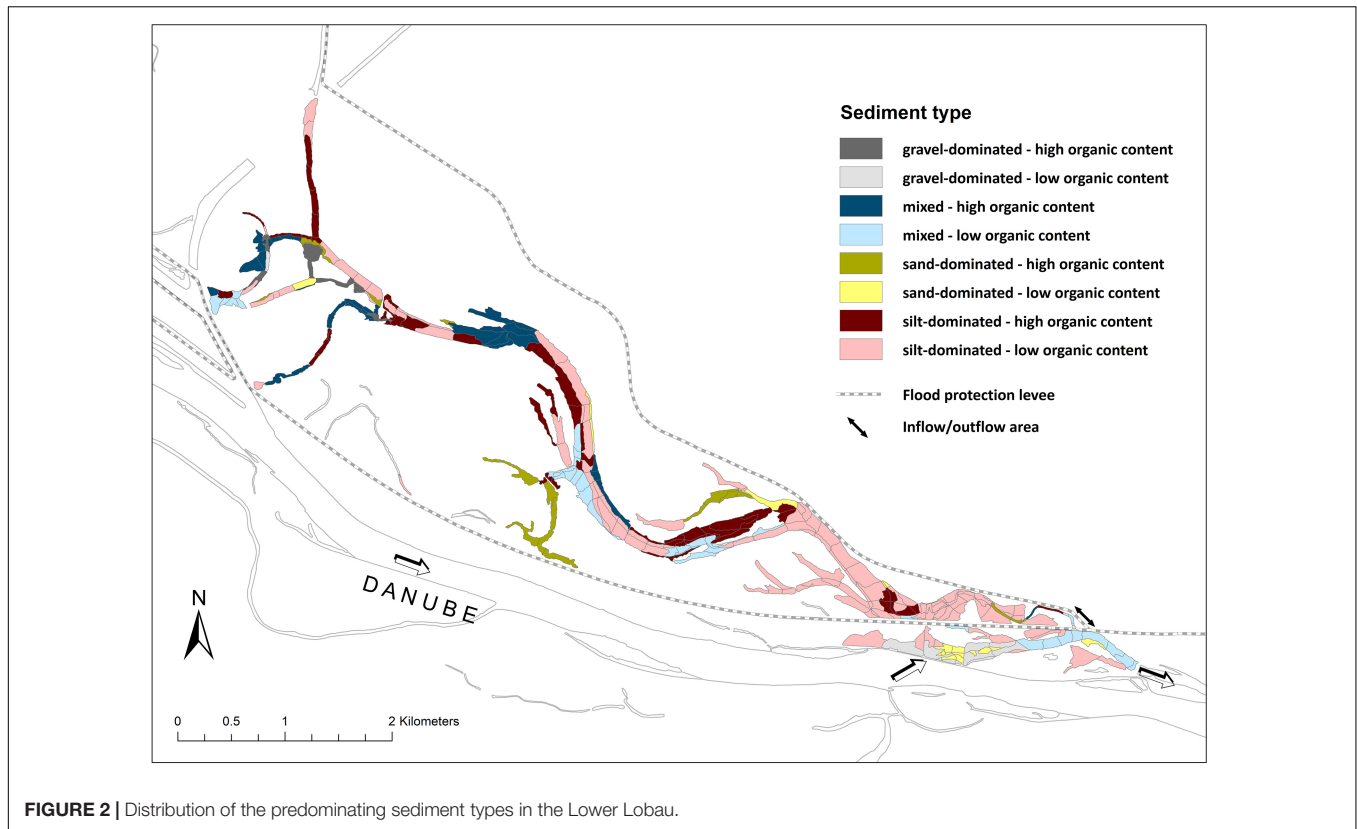 Sediment type
gravel-dominated - high organic content
gravel-dominated - low organic content
mixed - high organic content
mixed - low organic content
sand-dominated - high organic content
sand-dominated - low organic content
silt-dominated - high organic content
silt-dominated - low organic content
Flood protection levee
Inflow/outflow area
DANUBE
N
0 0.5 1 2 Kilometers
FIGURE 2 | Distribution of the predominating sediment types in the Lower Lobau.